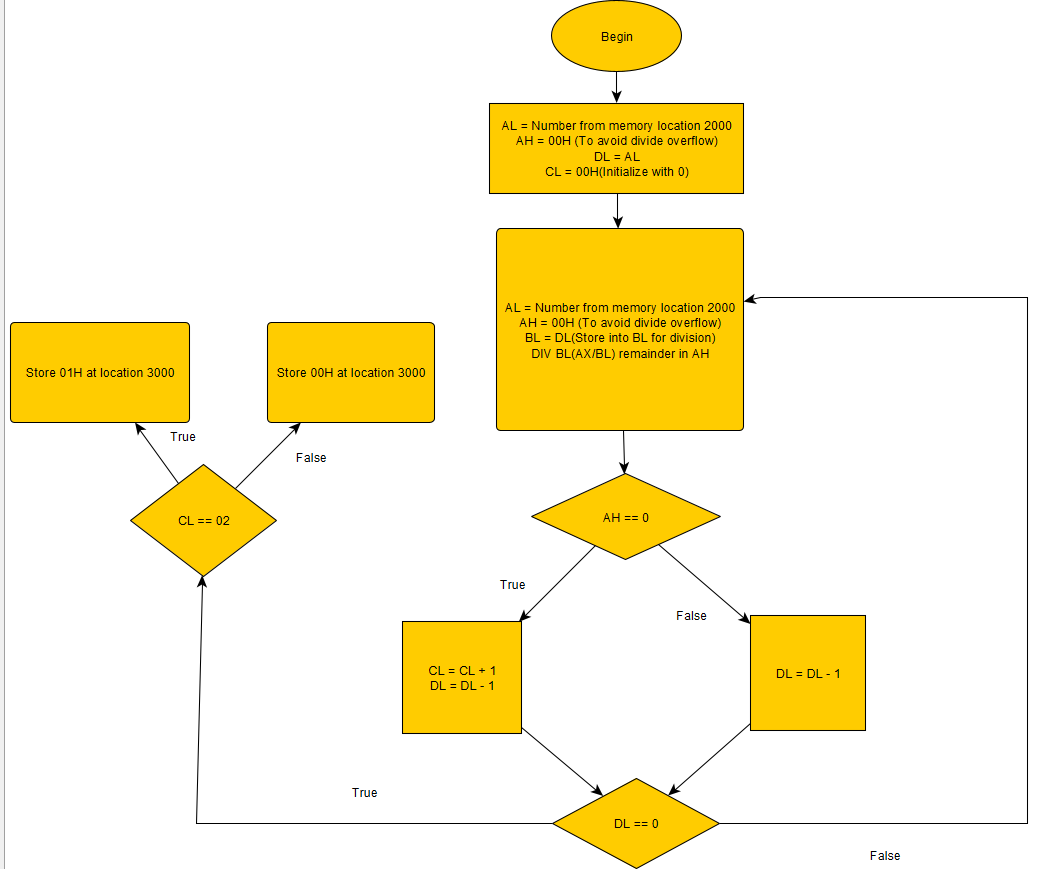 Begin
AL = Number from memory location 2000
AH = 00H (To avoid divide overflow)
DL = AL
CL = 00H(Initialize with 0)
AL = Number from memory location 2000
AH = 00H (To avoid divide overflow)
BL = DL(Store into BL for division)
DIV BL(AX/BL) remainder in AH
Store 01H at location 3000
Store 00H at location 3000
True
False
CL == 02
AH == 0
True
False
CL = CL + 1
DL = DL - 1
DL = DL - 1
True
DL == 0
False